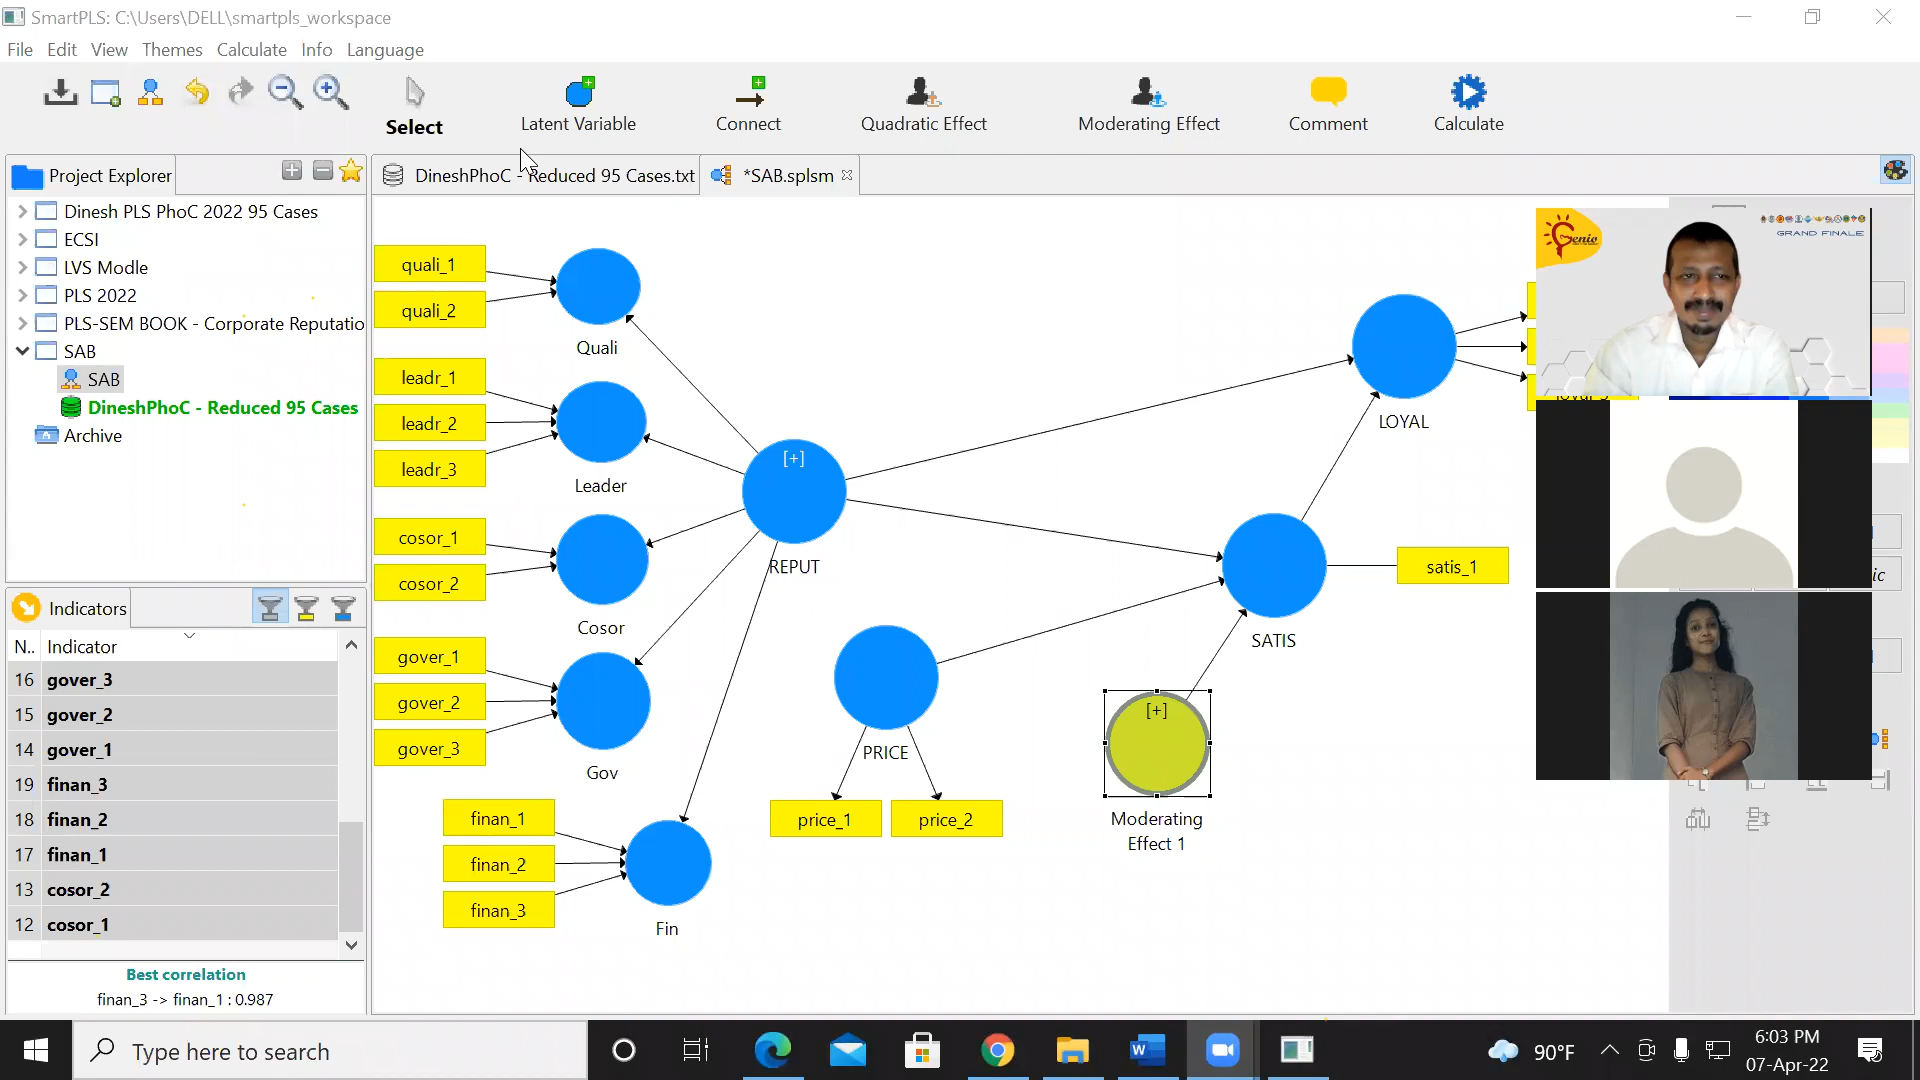 SmartPLS: C:\Users\DELL\smartpls_workspace
File Edit View Themes Calculate Info Language
Select Latent Variable Connect Quadratic Effect Moderating Effect Comment Calculate
Project Explorer
DineshPhoC - Reduced 95 Cases.txt
*SAB.splsm
Dinesh PLS PhoC 2022 95 Cases
ECSI
LVS Modle
PLS 2022
PLS-SEM BOOK - Corporate Reputatio
SAB
SAB
DineshPhoC - Reduced 95 Cases
Archive
Indicators
N.. Indicator
16 gover_3
15 gover_2
14 gover_1
19 finan_3
18 finan_2
17 finan_1
13 cosor_2
12 cosor_1
Best correlation
finan_3 -> finan_1 : 0.987
quali_1
quali_2
Quali
leadr_1
leadr_2
leadr_3
Leader
cosor_1
cosor_2
Cosor
gover_1
gover_2
gover_3
Gov
finan_1
finan_2
finan_3
Fin
[+]
REPUT
PRICE
price_1
price_2
[+]
Moderating
Effect 1
SATIS
satis_1
LOYAL
Genio
GRAND FINALE
ic
Type here to search
90°F
6:03 PM
07-Apr-22